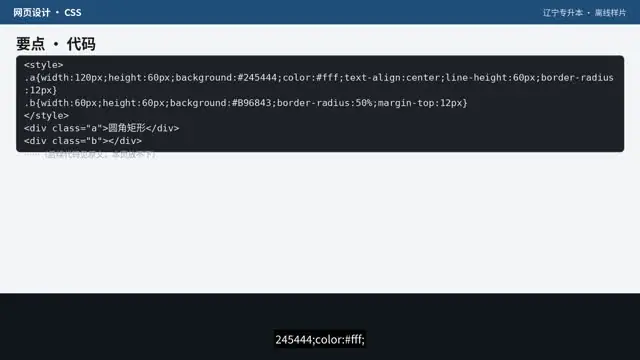 网页设计 • CSS
辽宁专升本 • 离线样片
要点 • 代码
<style>
.a{width:120px;height:60px;background:#245444;color:#fff;text-align:center;line-height:60px;border-radius
:12px}
.b{width:60px;height:60px;background:#B96843;border-radius:50%;margin-top:12px}
</style>
<div class="a">圆角矩形</div>
<div class="b"></div>
245444;color:#fff;